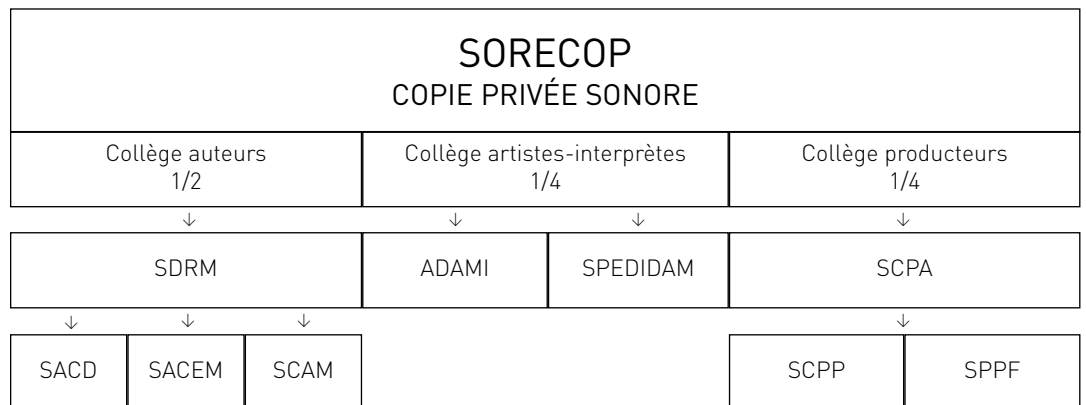 SORECOP
COPIE PRIVÉE SONORE
Collège auteurs
1/2
Collège artistes-interprètes
1/4
Collège producteurs
1/4
SDRM
ADAMI
SPEDIDAM
SCPA
SACD
SACEM
SCAM
SCPP
SPPF